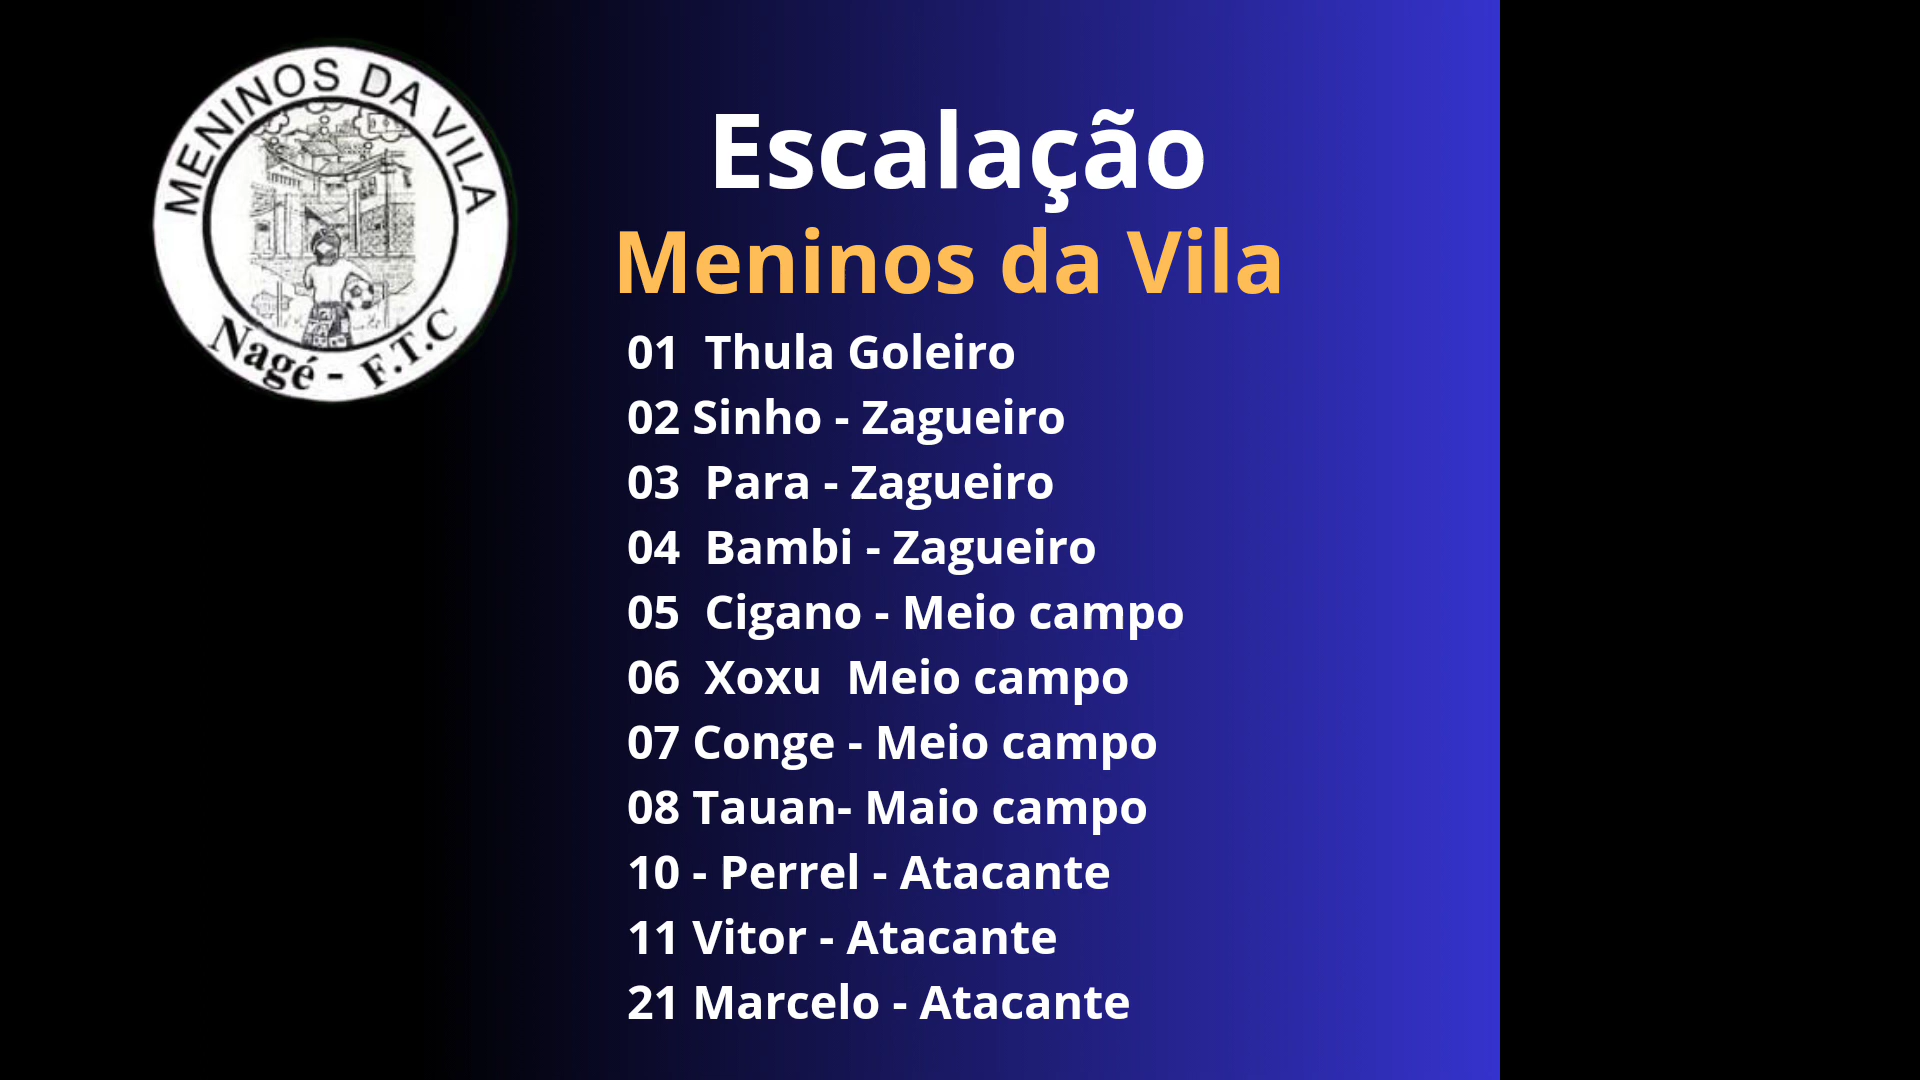 MENINOS DA VILA
Nagé - F.T.C
Escalação
Meninos da Vila
01  Thula Goleiro
02 Sinho - Zagueiro
03  Para - Zagueiro
04  Bambi - Zagueiro
05  Cigano - Meio campo
06  Xoxu  Meio campo
07 Conge - Meio campo
08 Tauan- Maio campo
10 - Perrel - Atacante
11 Vitor - Atacante
21 Marcelo - Atacante